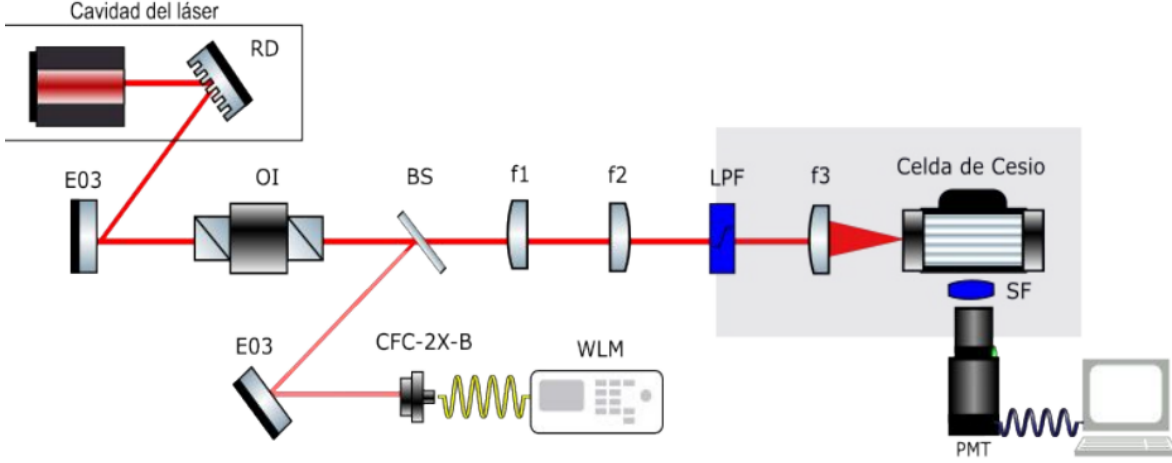 Cavidad del láser
RD
E03
OI
BS
f1
f2
LPF
f3
Celda de Cesio
SF
E03
CFC-2X-B
WLM
PMT